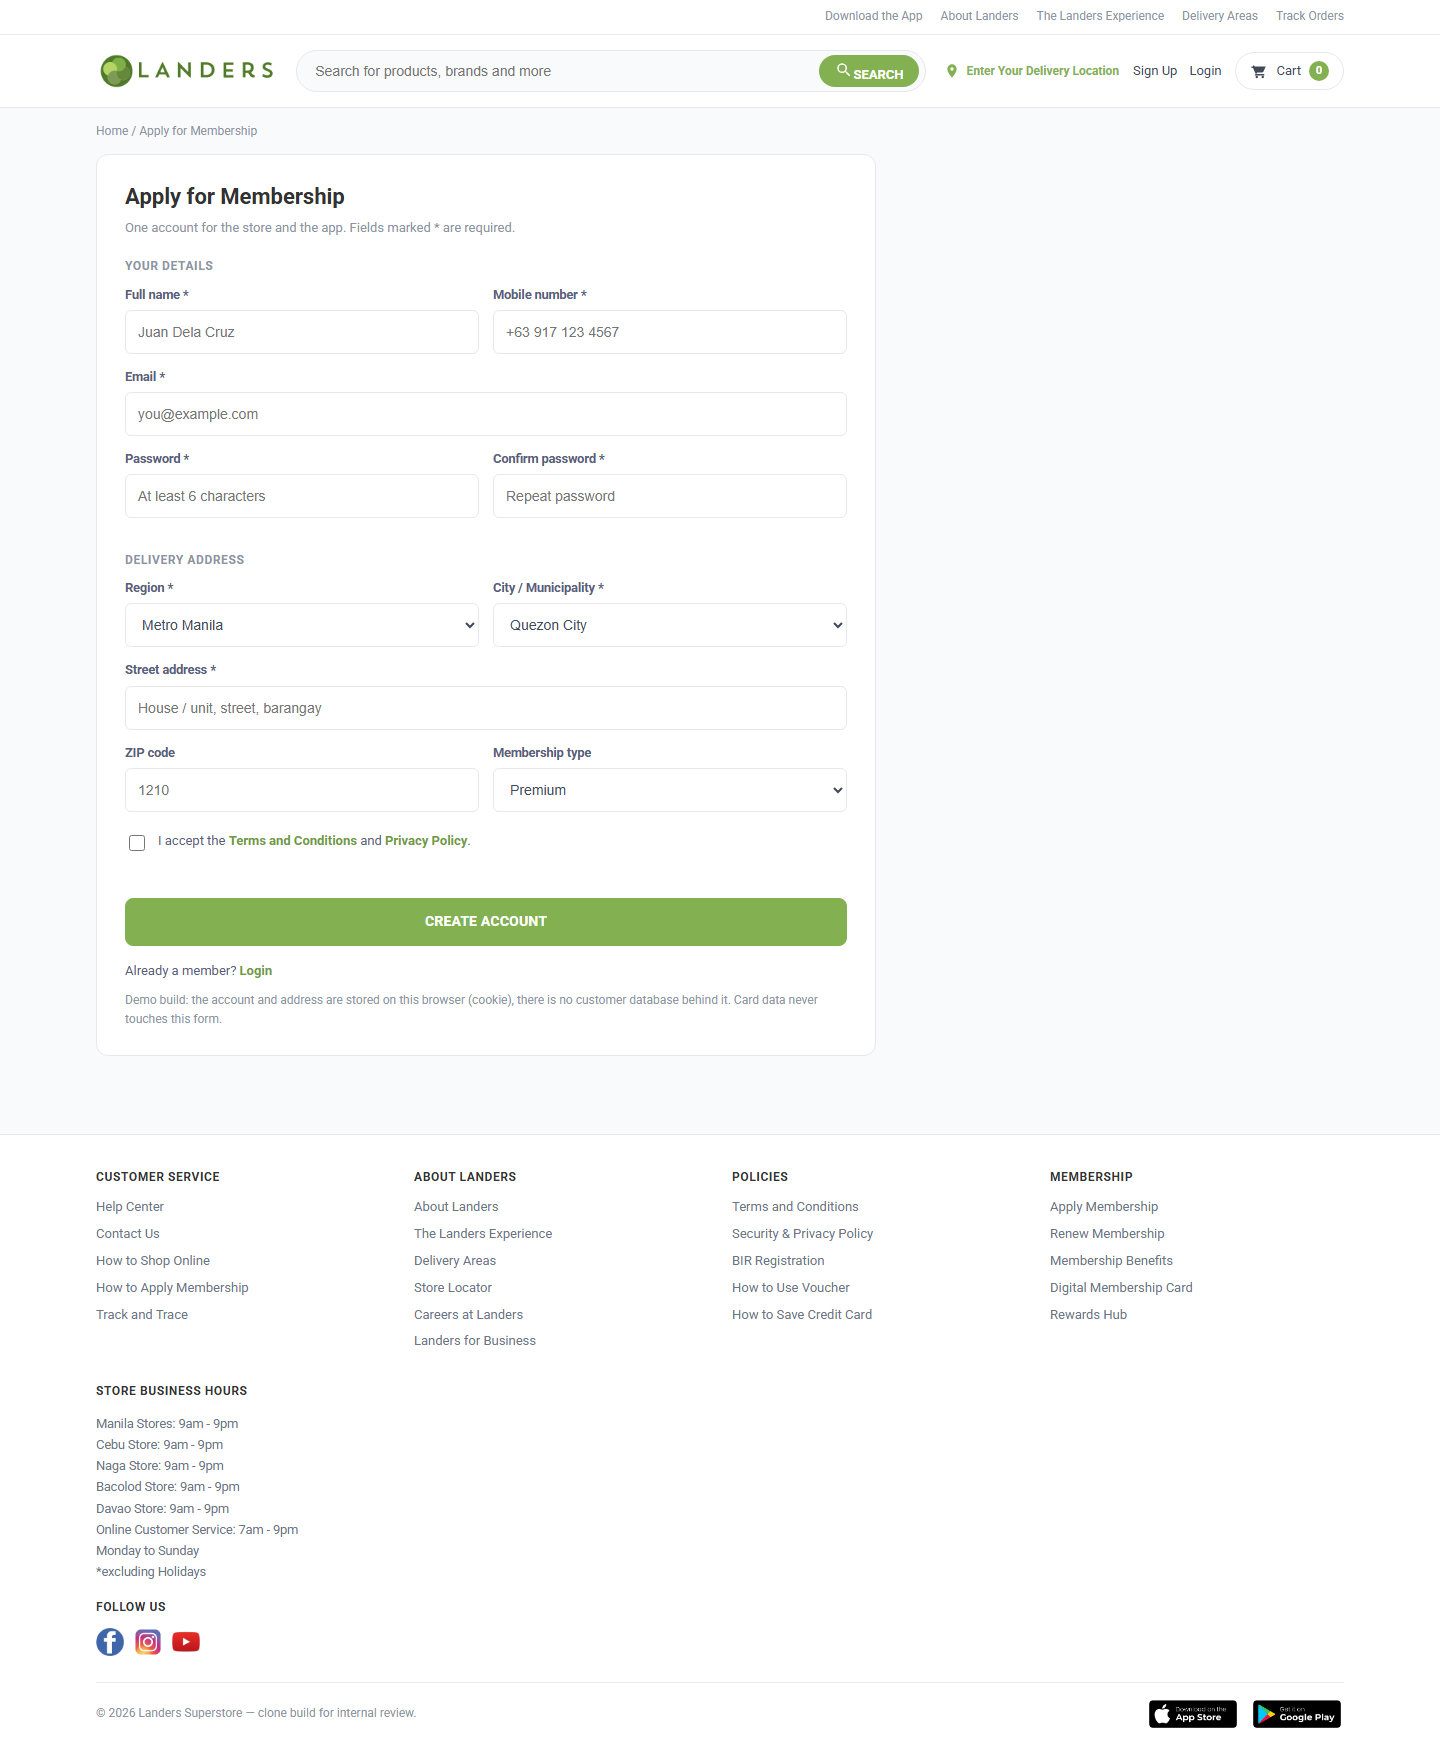 Download the App About Landers The Landers Experience Delivery Areas Track Orders
LANDERS
Search for products, brands and more
SEARCH
Enter Your Delivery Location
Sign Up Login
Cart 0
Home / Apply for Membership
Apply for Membership
One account for the store and the app. Fields marked * are required.
YOUR DETAILS
Full name * Mobile number *
Juan Dela Cruz +63 917 123 4567
Email *
you@example.com
Password * Confirm password *
At least 6 characters Repeat password
DELIVERY ADDRESS
Region * City / Municipality *
Metro Manila Quezon City
Street address *
House / unit, street, barangay
ZIP code Membership type
1210 Premium
I accept the Terms and Conditions and Privacy Policy.
CREATE ACCOUNT
Already a member? Login
Demo build: the account and address are stored on this browser (cookie), there is no customer database behind it. Card data never
touches this form.
CUSTOMER SERVICE
Help Center
Contact Us
How to Shop Online
How to Apply Membership
Track and Trace
ABOUT LANDERS
About Landers
The Landers Experience
Delivery Areas
Store Locator
Careers at Landers
Landers for Business
POLICIES
Terms and Conditions
Security & Privacy Policy
BIR Registration
How to Use Voucher
How to Save Credit Card
MEMBERSHIP
Apply Membership
Renew Membership
Membership Benefits
Digital Membership Card
Rewards Hub
STORE BUSINESS HOURS
Manila Stores: 9am - 9pm
Cebu Store: 9am - 9pm
Naga Store: 9am - 9pm
Bacolod Store: 9am - 9pm
Davao Store: 9am - 9pm
Online Customer Service: 7am - 9pm
Monday to Sunday
*excluding Holidays
FOLLOW US
© 2026 Landers Superstore — clone build for internal review.
Download on the
App Store
Get it on
Google Play